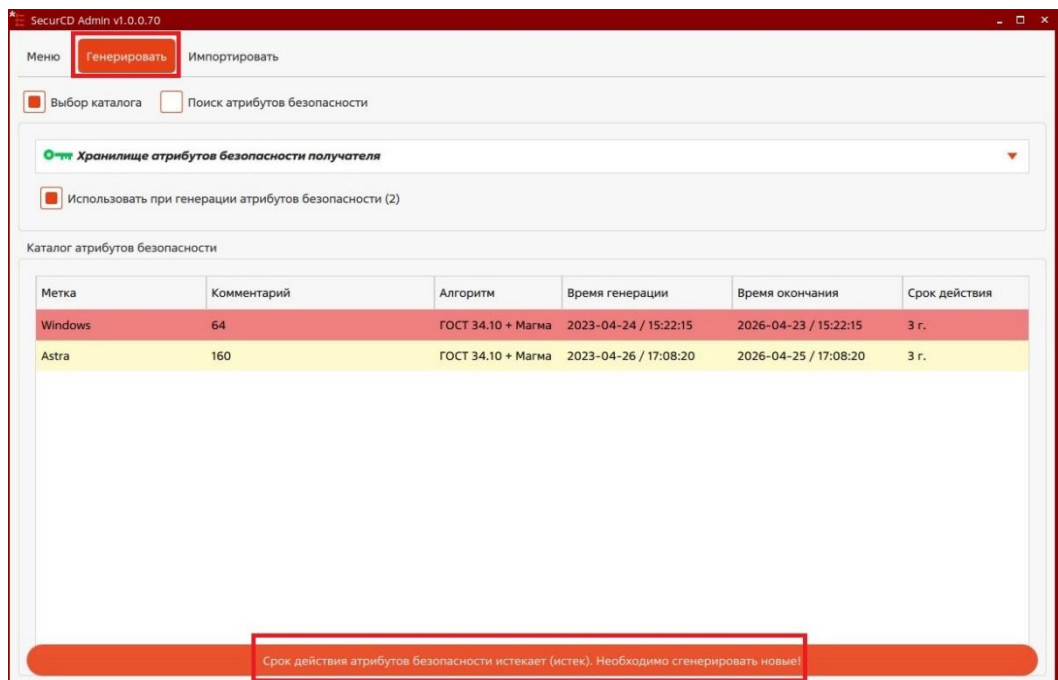 SecurCD Admin v1.0.0.70
Меню Генерировать Импортировать
Выбор каталога Поиск атрибутов безопасности
Хранилище атрибутов безопасности получателя
Использовать при генерации атрибутов безопасности (2)
Каталог атрибутов безопасности
Метка Комментарий Алгоритм Время генерации Время окончания Срок действия
Windows 64 ГОСТ 34.10 + Магма 2023-04-24 / 15:22:15 2026-04-23 / 15:22:15 3 г.
Astra 160 ГОСТ 34.10 + Магма 2023-04-26 / 17:08:20 2026-04-25 / 17:08:20 3 г.
Срок действия атрибутов безопасности истекает (истек). Необходимо сгенерировать новые!